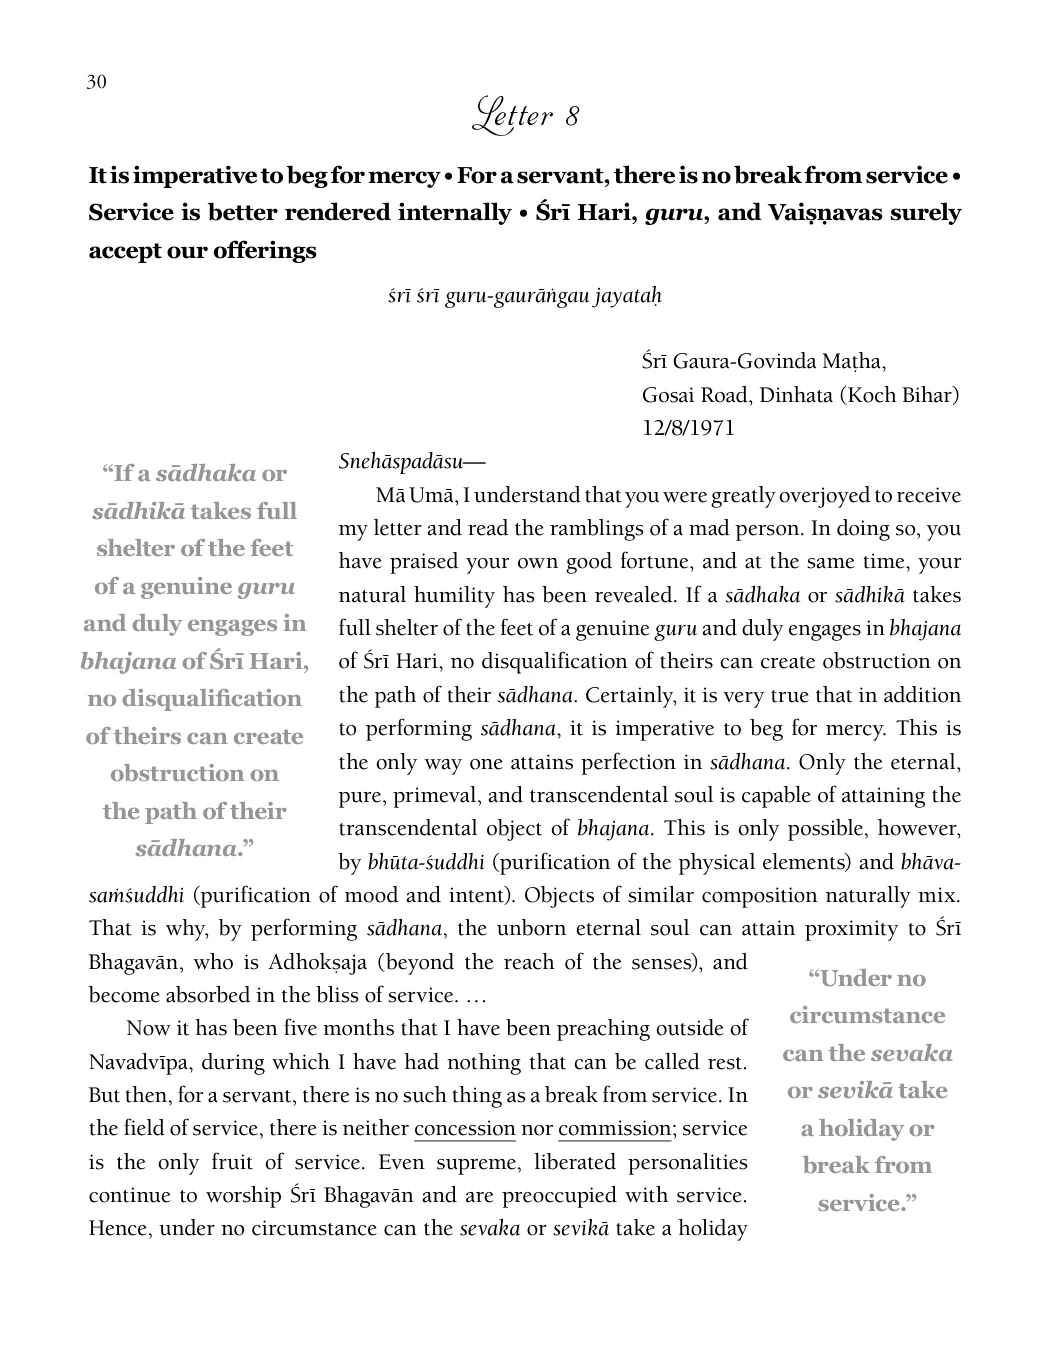 30
Letter 8
It is imperative to beg for mercy • For a servant, there is no break from service •
Service is better rendered internally • Śrī Hari, guru, and Vaiṣṇavas surely
accept our offerings
śrī śrī guru-gaurāṅgau jayataḥ
Śrī Gaura-Govinda Maṭha,
Gosai Road, Dinhata (Koch Bihar)
12/8/1971
“If a sādhaka or
sādhikā takes full
shelter of the feet
of a genuine guru
and duly engages in
bhajana of Śrī Hari,
no disqualification
of theirs can create
obstruction on
the path of their
sādhana.”
Snehāspadāsu—
Mā Umā, I understand that you were greatly overjoyed to receive
my letter and read the ramblings of a mad person. In doing so, you
have praised your own good fortune, and at the same time, your
natural humility has been revealed. If a sādhaka or sādhikā takes
full shelter of the feet of a genuine guru and duly engages in bhajana
of Śrī Hari, no disqualification of theirs can create obstruction on
the path of their sādhana. Certainly, it is very true that in addition
to performing sādhana, it is imperative to beg for mercy. This is
the only way one attains perfection in sādhana. Only the eternal,
pure, primeval, and transcendental soul is capable of attaining the
transcendental object of bhajana. This is only possible, however,
by bhūta-śuddhi (purification of the physical elements) and bhāva-
saṁśuddhi (purification of mood and intent). Objects of similar composition naturally mix.
That is why, by performing sādhana, the unborn eternal soul can attain proximity to Śrī
Bhagavān, who is Adhokṣaja (beyond the reach of the senses), and
become absorbed in the bliss of service. …
Now it has been five months that I have been preaching outside of
Navadvīpa, during which I have had nothing that can be called rest.
But then, for a servant, there is no such thing as a break from service. In
the field of service, there is neither concession nor commission; service
is the only fruit of service. Even supreme, liberated personalities
continue to worship Śrī Bhagavān and are preoccupied with service.
Hence, under no circumstance can the sevaka or sevikā take a holiday
“Under no
circumstance
can the sevaka
or sevikā take
a holiday or
break from
service.”